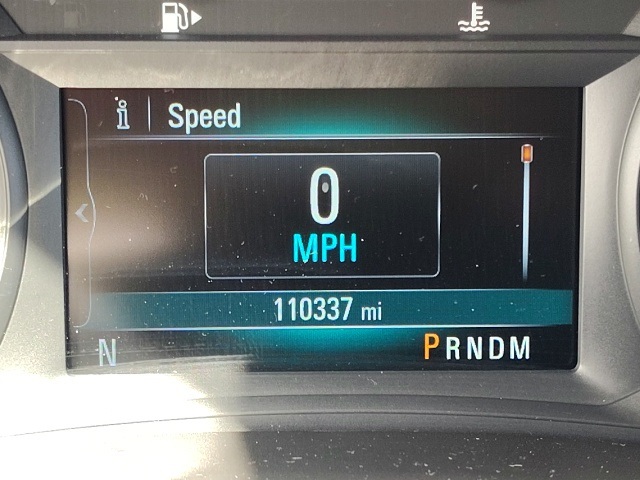 i Speed
0
MPH
110337 mi
N PRNDM